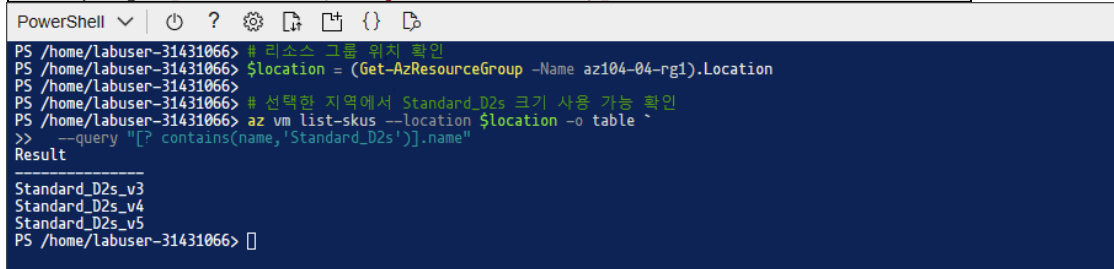 PowerShell
PS /home/labuser-31431066> # 리소스 그룹 위치 확인
PS /home/labuser-31431066> $location = (Get-AzResourceGroup -Name az104-04-rg1).Location
PS /home/labuser-31431066>
PS /home/labuser-31431066> # 선택한 지역에서 Standard_D2s 크기 사용 가능 확인
PS /home/labuser-31431066> az vm list-skus --location $location -o table `
>>   --query "[? contains(name,'Standard_D2s')].name"
Result
---------------
Standard_D2s_v3
Standard_D2s_v4
Standard_D2s_v5
PS /home/labuser-31431066>